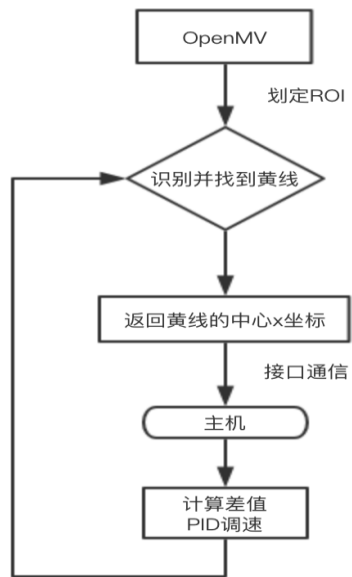 OpenMV
划定ROI
识别并找到黄线
返回黄线的中心x坐标
接口通信
主机
计算差值
PID调速